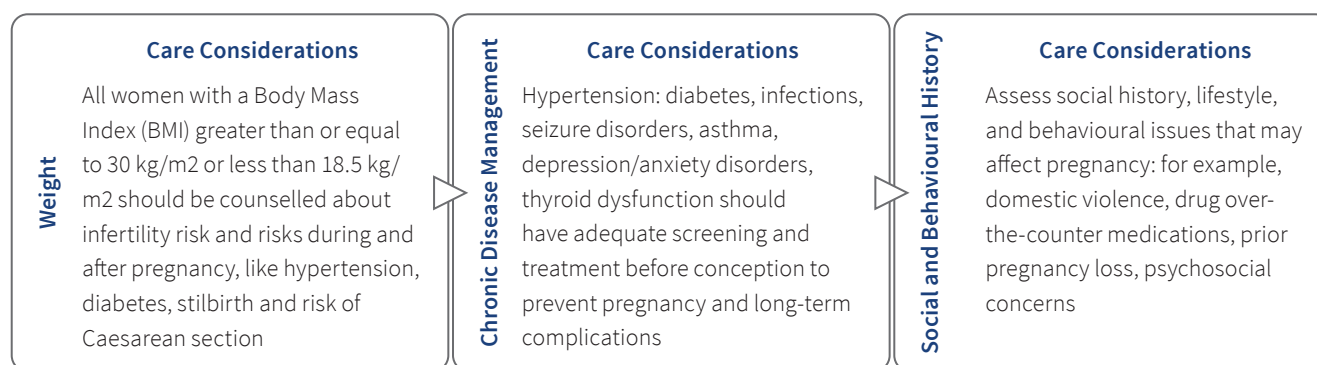 Weight
Care Considerations
All women with a Body Mass
Index (BMI) greater than or equal
to 30 kg/m2 or less than 18.5 kg/
m2 should be counselled about
infertility risk and risks during and
after pregnancy, like hypertension,
diabetes, stilbirth and risk of
Caesarean section
Chronic Disease Management
Care Considerations
Hypertension: diabetes, infections,
seizure disorders, asthma,
depression/anxiety disorders,
thyroid dysfunction should
have adequate screening and
treatment before conception to
prevent pregnancy and long-term
complications
Social and Behavioural History
Care Considerations
Assess social history, lifestyle,
and behavioural issues that may
affect pregnancy: for example,
domestic violence, drug over-
the-counter medications, prior
pregnancy loss, psychosocial
concerns